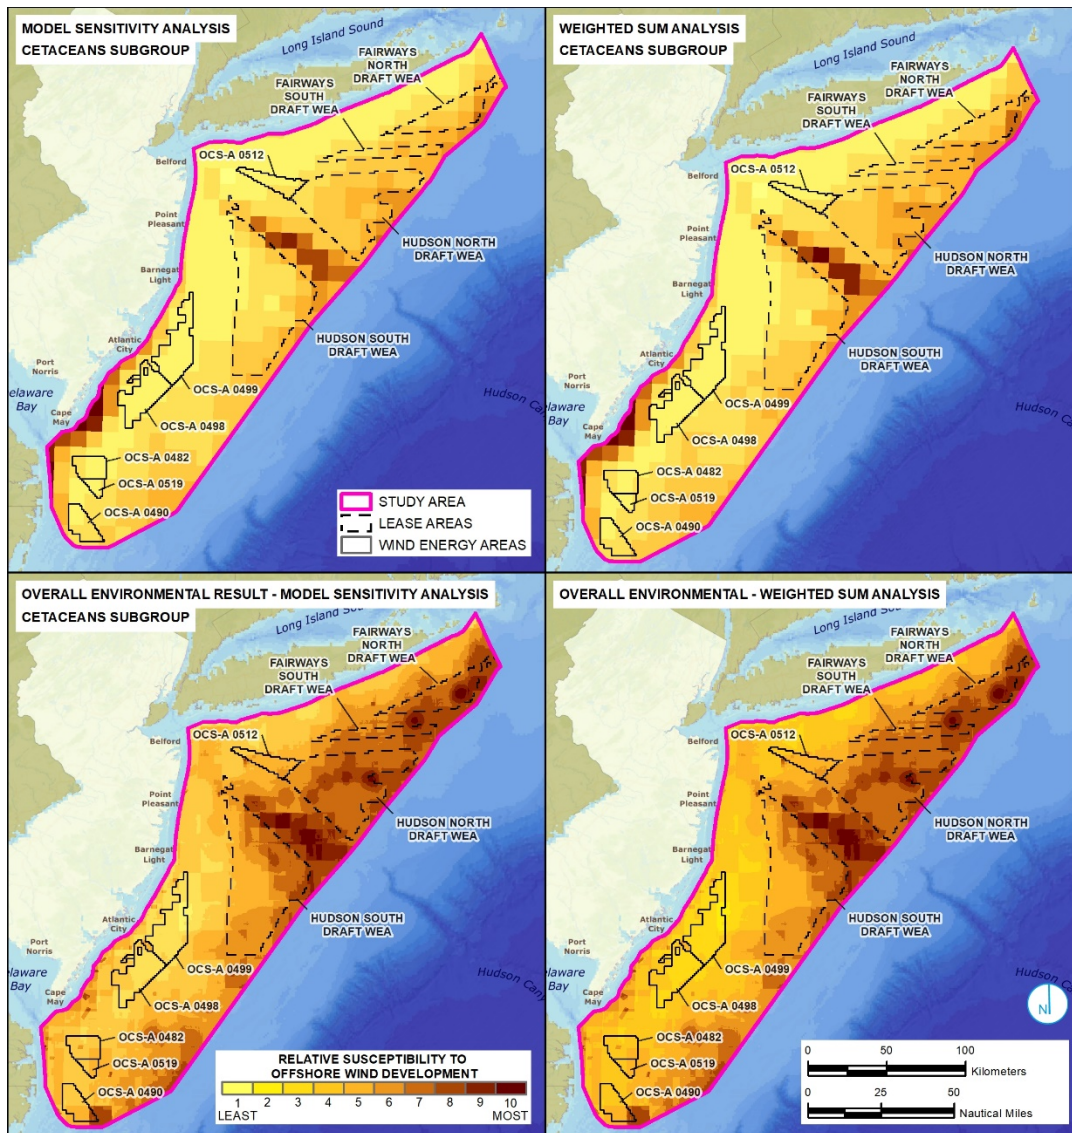 MODEL SENSITIVITY ANALYSIS
CETACEANS SUBGROUP
Long Island Sound
FAIRWAYS
NORTH
DRAFT WEA
FAIRWAYS
SOUTH
DRAFT WEA
OCS-A 0512
Belford
Point
Pleasant
HUDSON NORTH
DRAFT WEA
Barnegat
Light
HUDSON SOUTH
DRAFT WEA
Atlantic
City
Port
Norris
OCS-A 0499
elaware
Bay
Cape
May
Hudson Can
OCS-A 0498
OCS-A 0482
OCS-A 0519
OCS-A 0490
STUDY AREA
LEASE AREAS
WIND ENERGY AREAS
WEIGHTED SUM ANALYSIS
CETACEANS SUBGROUP
Long Island Sound
FAIRWAYS
NORTH
DRAFT WEA
FAIRWAYS
SOUTH
DRAFT WEA
OCS-A 0512
Belford
Point
Pleasant
HUDSON NORTH
DRAFT WEA
Barnegat
Light
HUDSON SOUTH
DRAFT WEA
Atlantic
City
Port
Norris
OCS-A 0499
elaware
Bay
Cape
May
Hudson Ca
OCS-A 0498
OCS-A 0482
OCS-A 0519
OCS-A 0490
OVERALL ENVIRONMENTAL RESULT - MODEL SENSITIVITY ANALYSIS
CETACEANS SUBGROUP
Long Island Sound
FAIRWAYS
NORTH
DRAFT WEA
FAIRWAYS
SOUTH
DRAFT WEA
OCS-A 0512
Belford
Point
Pleasant
HUDSON NORTH
DRAFT WEA
Barnegat
Light
HUDSON SOUTH
DRAFT WEA
Atlantic
City
Port
Norris
OCS-A 0499
elaware
Bay
Cape
May
Hudson Cany
OCS-A 0498
OCS-A 0482
OCS-A 0519
OCS-A 0490
RELATIVE SUSCEPTIBILITY TO
OFFSHORE WIND DEVELOPMENT
1 2 3 4 5 6 7 8 9 10
LEAST MOST
OVERALL ENVIRONMENTAL - WEIGHTED SUM ANALYSIS
Long Island Sound
FAIRWAYS
NORTH
DRAFT WEA
FAIRWAYS
SOUTH
DRAFT WEA
OCS-A 0512
Belford
Point
Pleasant
HUDSON NORTH
DRAFT WEA
Barnegat
Light
HUDSON SOUTH
DRAFT WEA
Atlantic
City
Port
Norris
OCS-A 0499
elaware
Bay
Cape
May
Hudson Ca
OCS-A 0498
N
OCS-A 0482
OCS-A 0519
OCS-A 0490
0 50 100
Kilometers
0 25 50
Nautical Miles